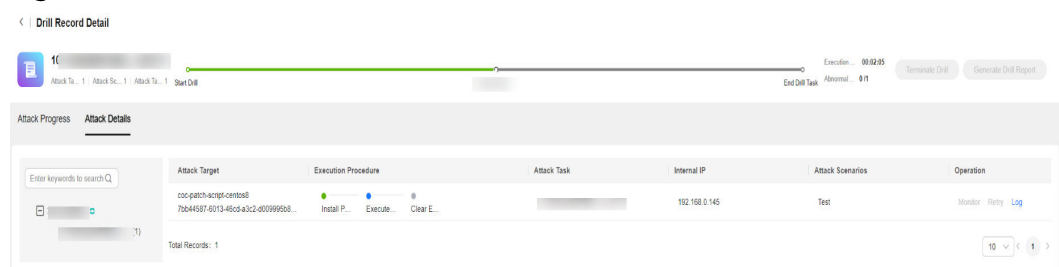 Drill Record Detail
Attack Ta... 1 Attack Sc... 1 Attack Ta... 1
Start Drill
End Drill Task
Execution ... 00:02:05
Abnormal ... 0 /1
Terminate Drill
Generate Drill Report
Attack Progress Attack Details
Enter keywords to search
(1)
Attack Target Execution Procedure Attack Task Internal IP Attack Scenarios Operation
coc-patch-script-centos8
7bb44587-6013-46cd-a3c2-d009995b8...
Install P... Execute... Clear E...
192.168.0.145
Test
Monitor Retry Log
Total Records: 1
10
1